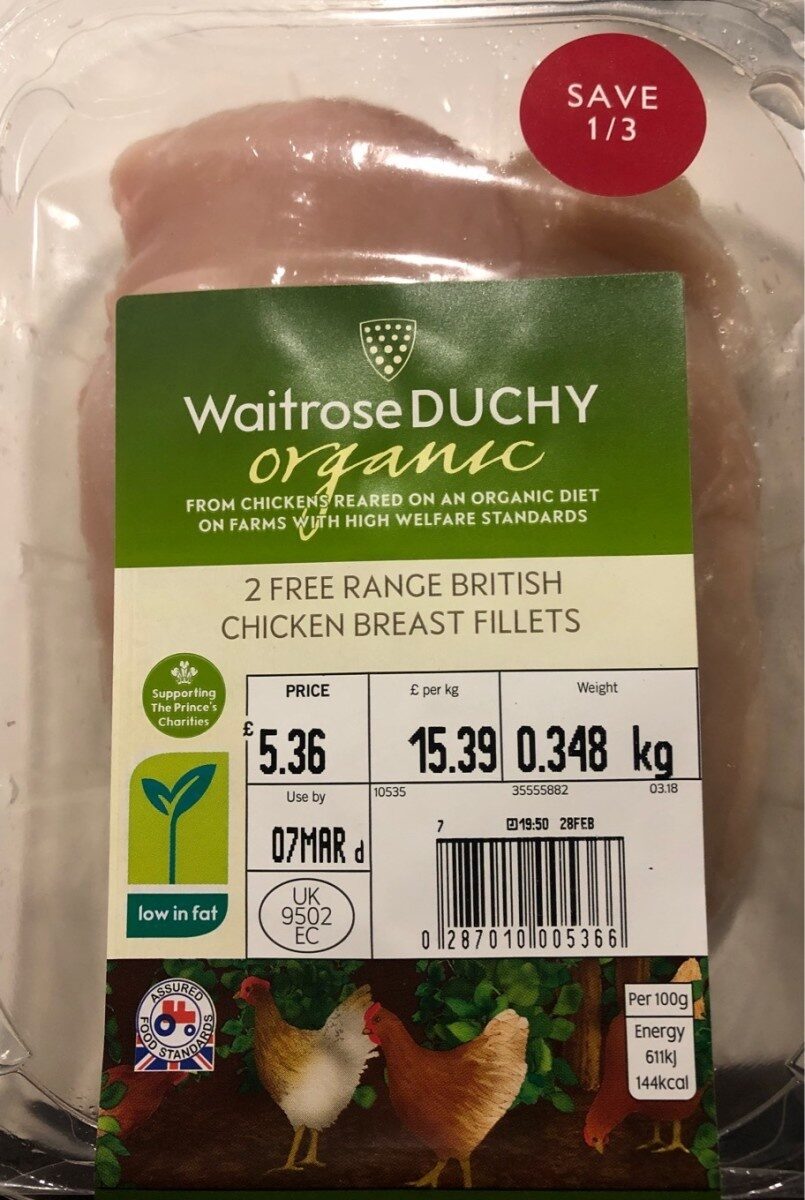 SAVE
1/3
Waitrose DUCHY
organic
FROM CHICKENS REARED ON AN ORGANIC DIET
ON FARMS WITH HIGH WELFARE STANDARDS
2 FREE RANGE BRITISH
CHICKEN BREAST FILLETS
Supporting
The Prince's
Charities
low in fat
PRICE
£5.36
£ per kg
15.39
Weight
0.348 kg
Use by
07MAR d
10535
35555882
03.18
7
19:50 28FEB
0 287010 005366
UK
9502
EC
ASSURED
FOOD STANDARDS
Per 100g
Energy
611kJ
144kcal